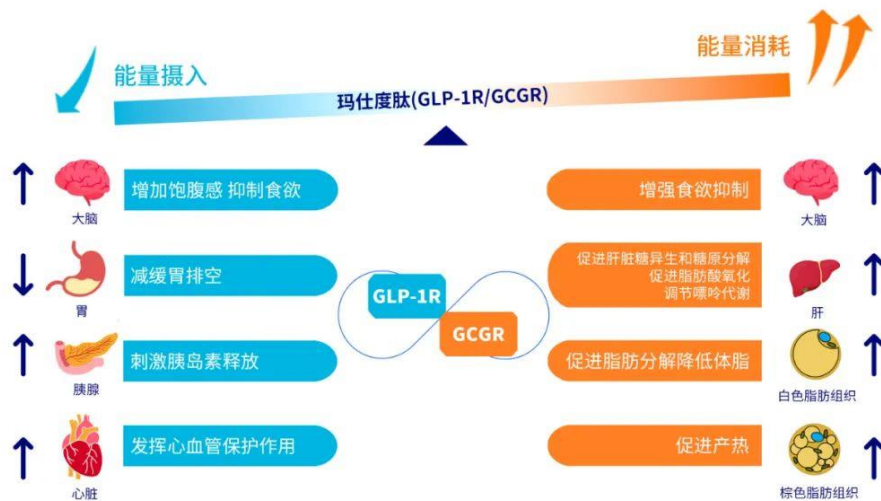 能量消耗
能量摄入
玛仕度肽(GLP-1R/GCGR)
增加饱腹感 抑制食欲
大脑
减缓胃排空
胃
刺激胰岛素释放
胰腺
发挥心血管保护作用
心脏
GLP-1R
GCGR
增强食欲抑制
大脑
促进肝脏糖异生和糖原分解
促进脂肪酸氧化
调节嘌呤代谢
肝
促进脂肪分解降低体脂
白色脂肪组织
促进产热
棕色脂肪组织